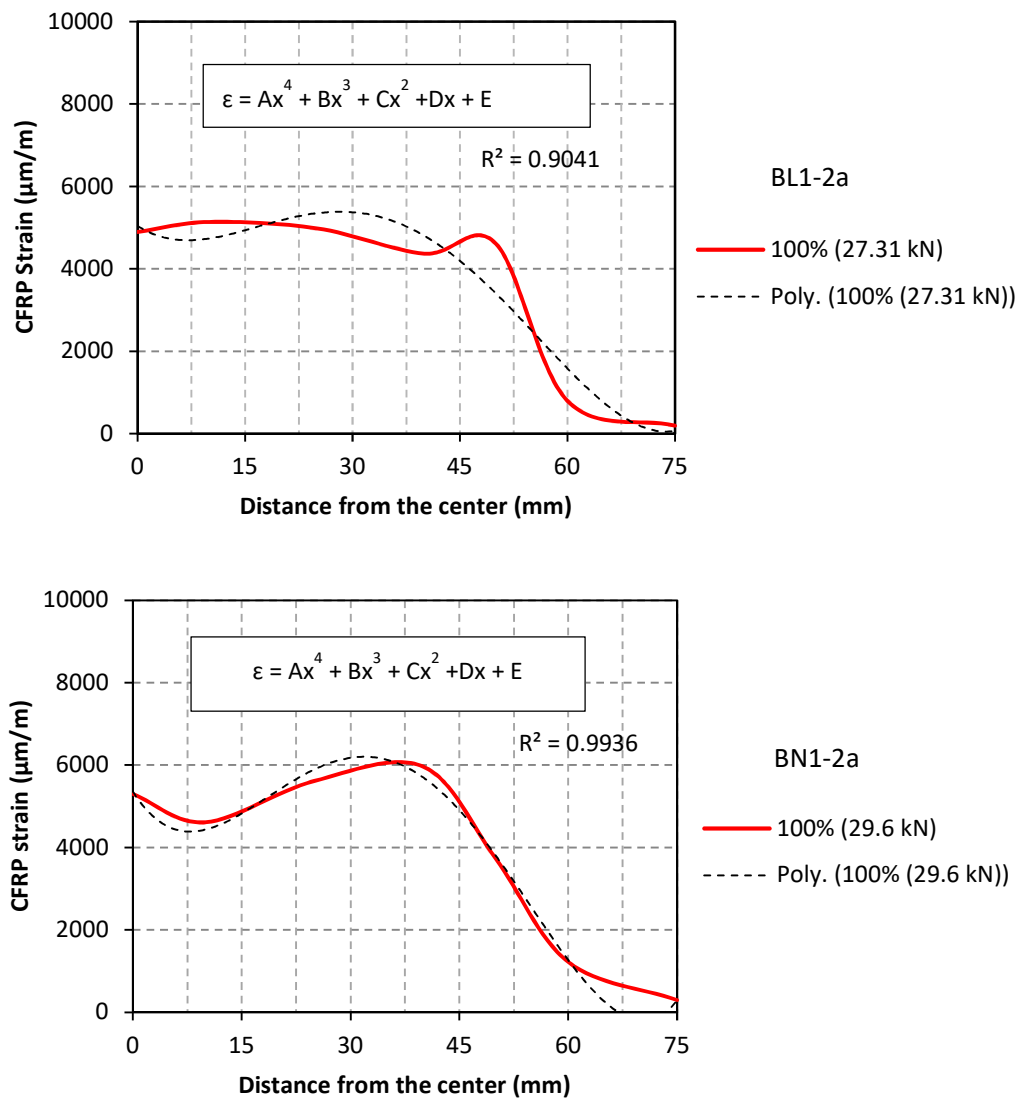 10000
8000
6000
4000
2000
0
CFRP Strain (µm/m)
ε = Ax⁴ + Bx³ + Cx² +Dx + E
R² = 0.9041
0 15 30 45 60 75
Distance from the center (mm)
BL1-2a
100% (27.31 kN)
Poly. (100% (27.31 kN))
10000
8000
6000
4000
2000
0
CFRP strain (µm/m)
ε = Ax⁴ + Bx³ + Cx² +Dx + E
R² = 0.9936
0 15 30 45 60 75
Distance from the center (mm)
BN1-2a
100% (29.6 kN)
Poly. (100% (29.6 kN))